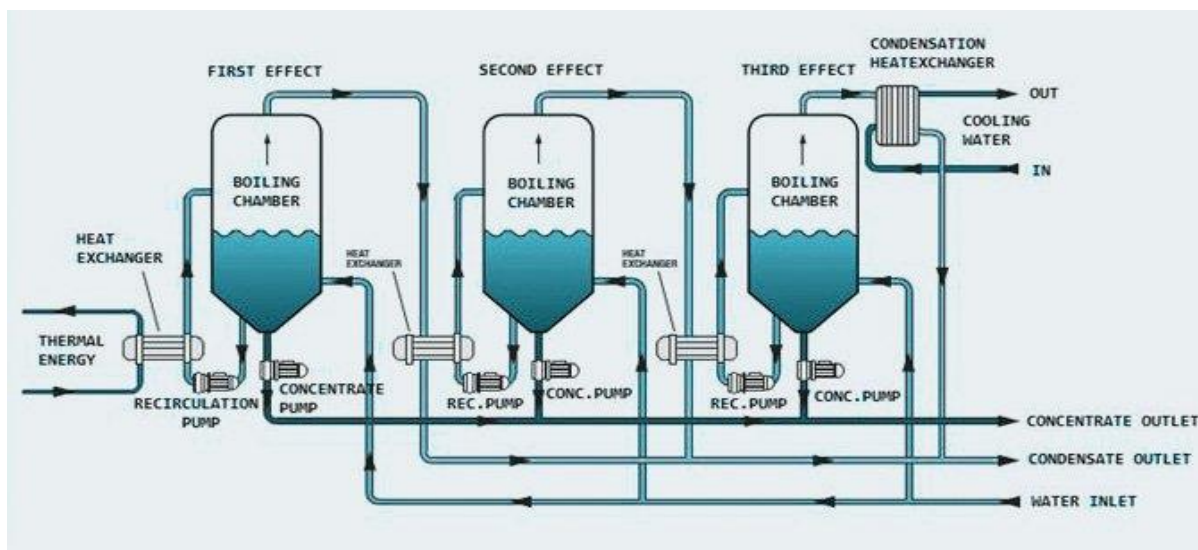 FIRST EFFECT
SECOND EFFECT
THIRD EFFECT
CONDENSATION
HEATEXCHANGER
OUT
COOLING
WATER
IN
BOILING
CHAMBER
BOILING
CHAMBER
BOILING
CHAMBER
HEAT
EXCHANGER
HEAT
EXCHANGER
HEAT
EXCHANGER
THERMAL
ENERGY
RECIRCULATION
PUMP
CONCENTRATE
PUMP
REC.PUMP
CONC.PUMP
REC.PUMP
CONC.PUMP
CONCENTRATE OUTLET
CONDENSATE OUTLET
WATER INLET